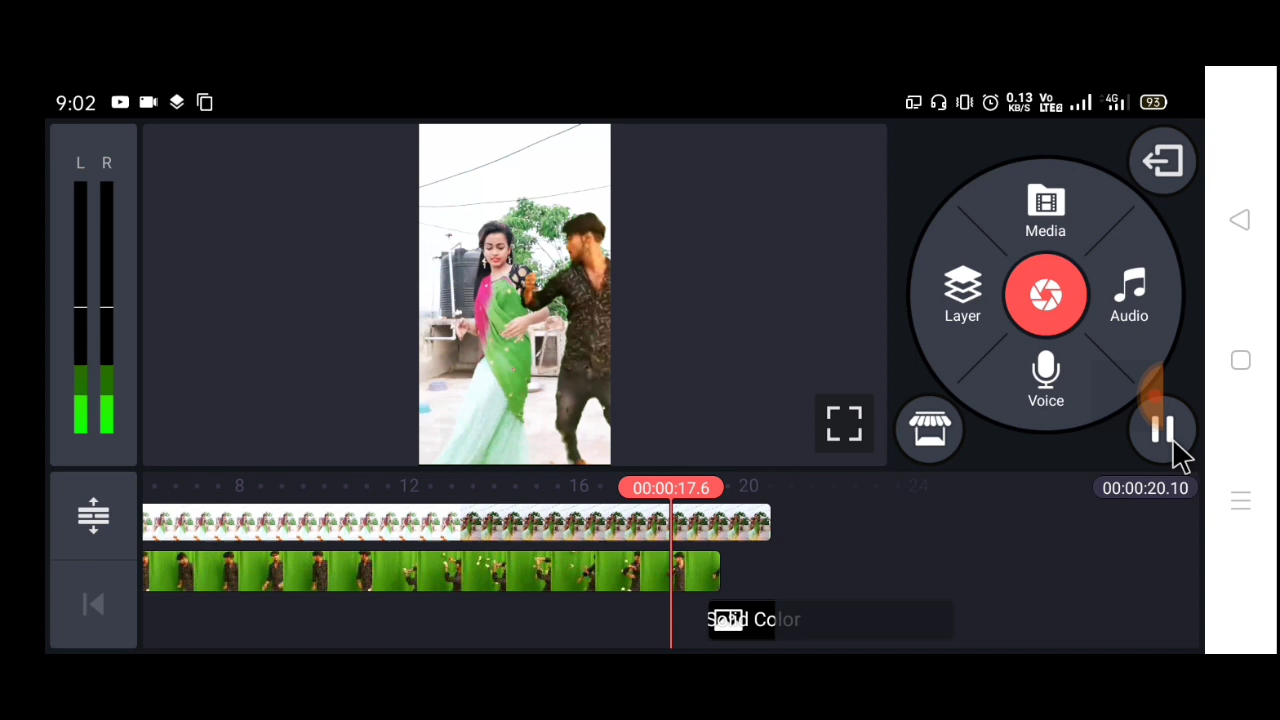 9:02
0.13 KB/S Vo LTE2 4G 93
L R
Media
Layer
Audio
Voice
8 12 16 00:00:17.6 20 24 00:00:20.10
Solid Color